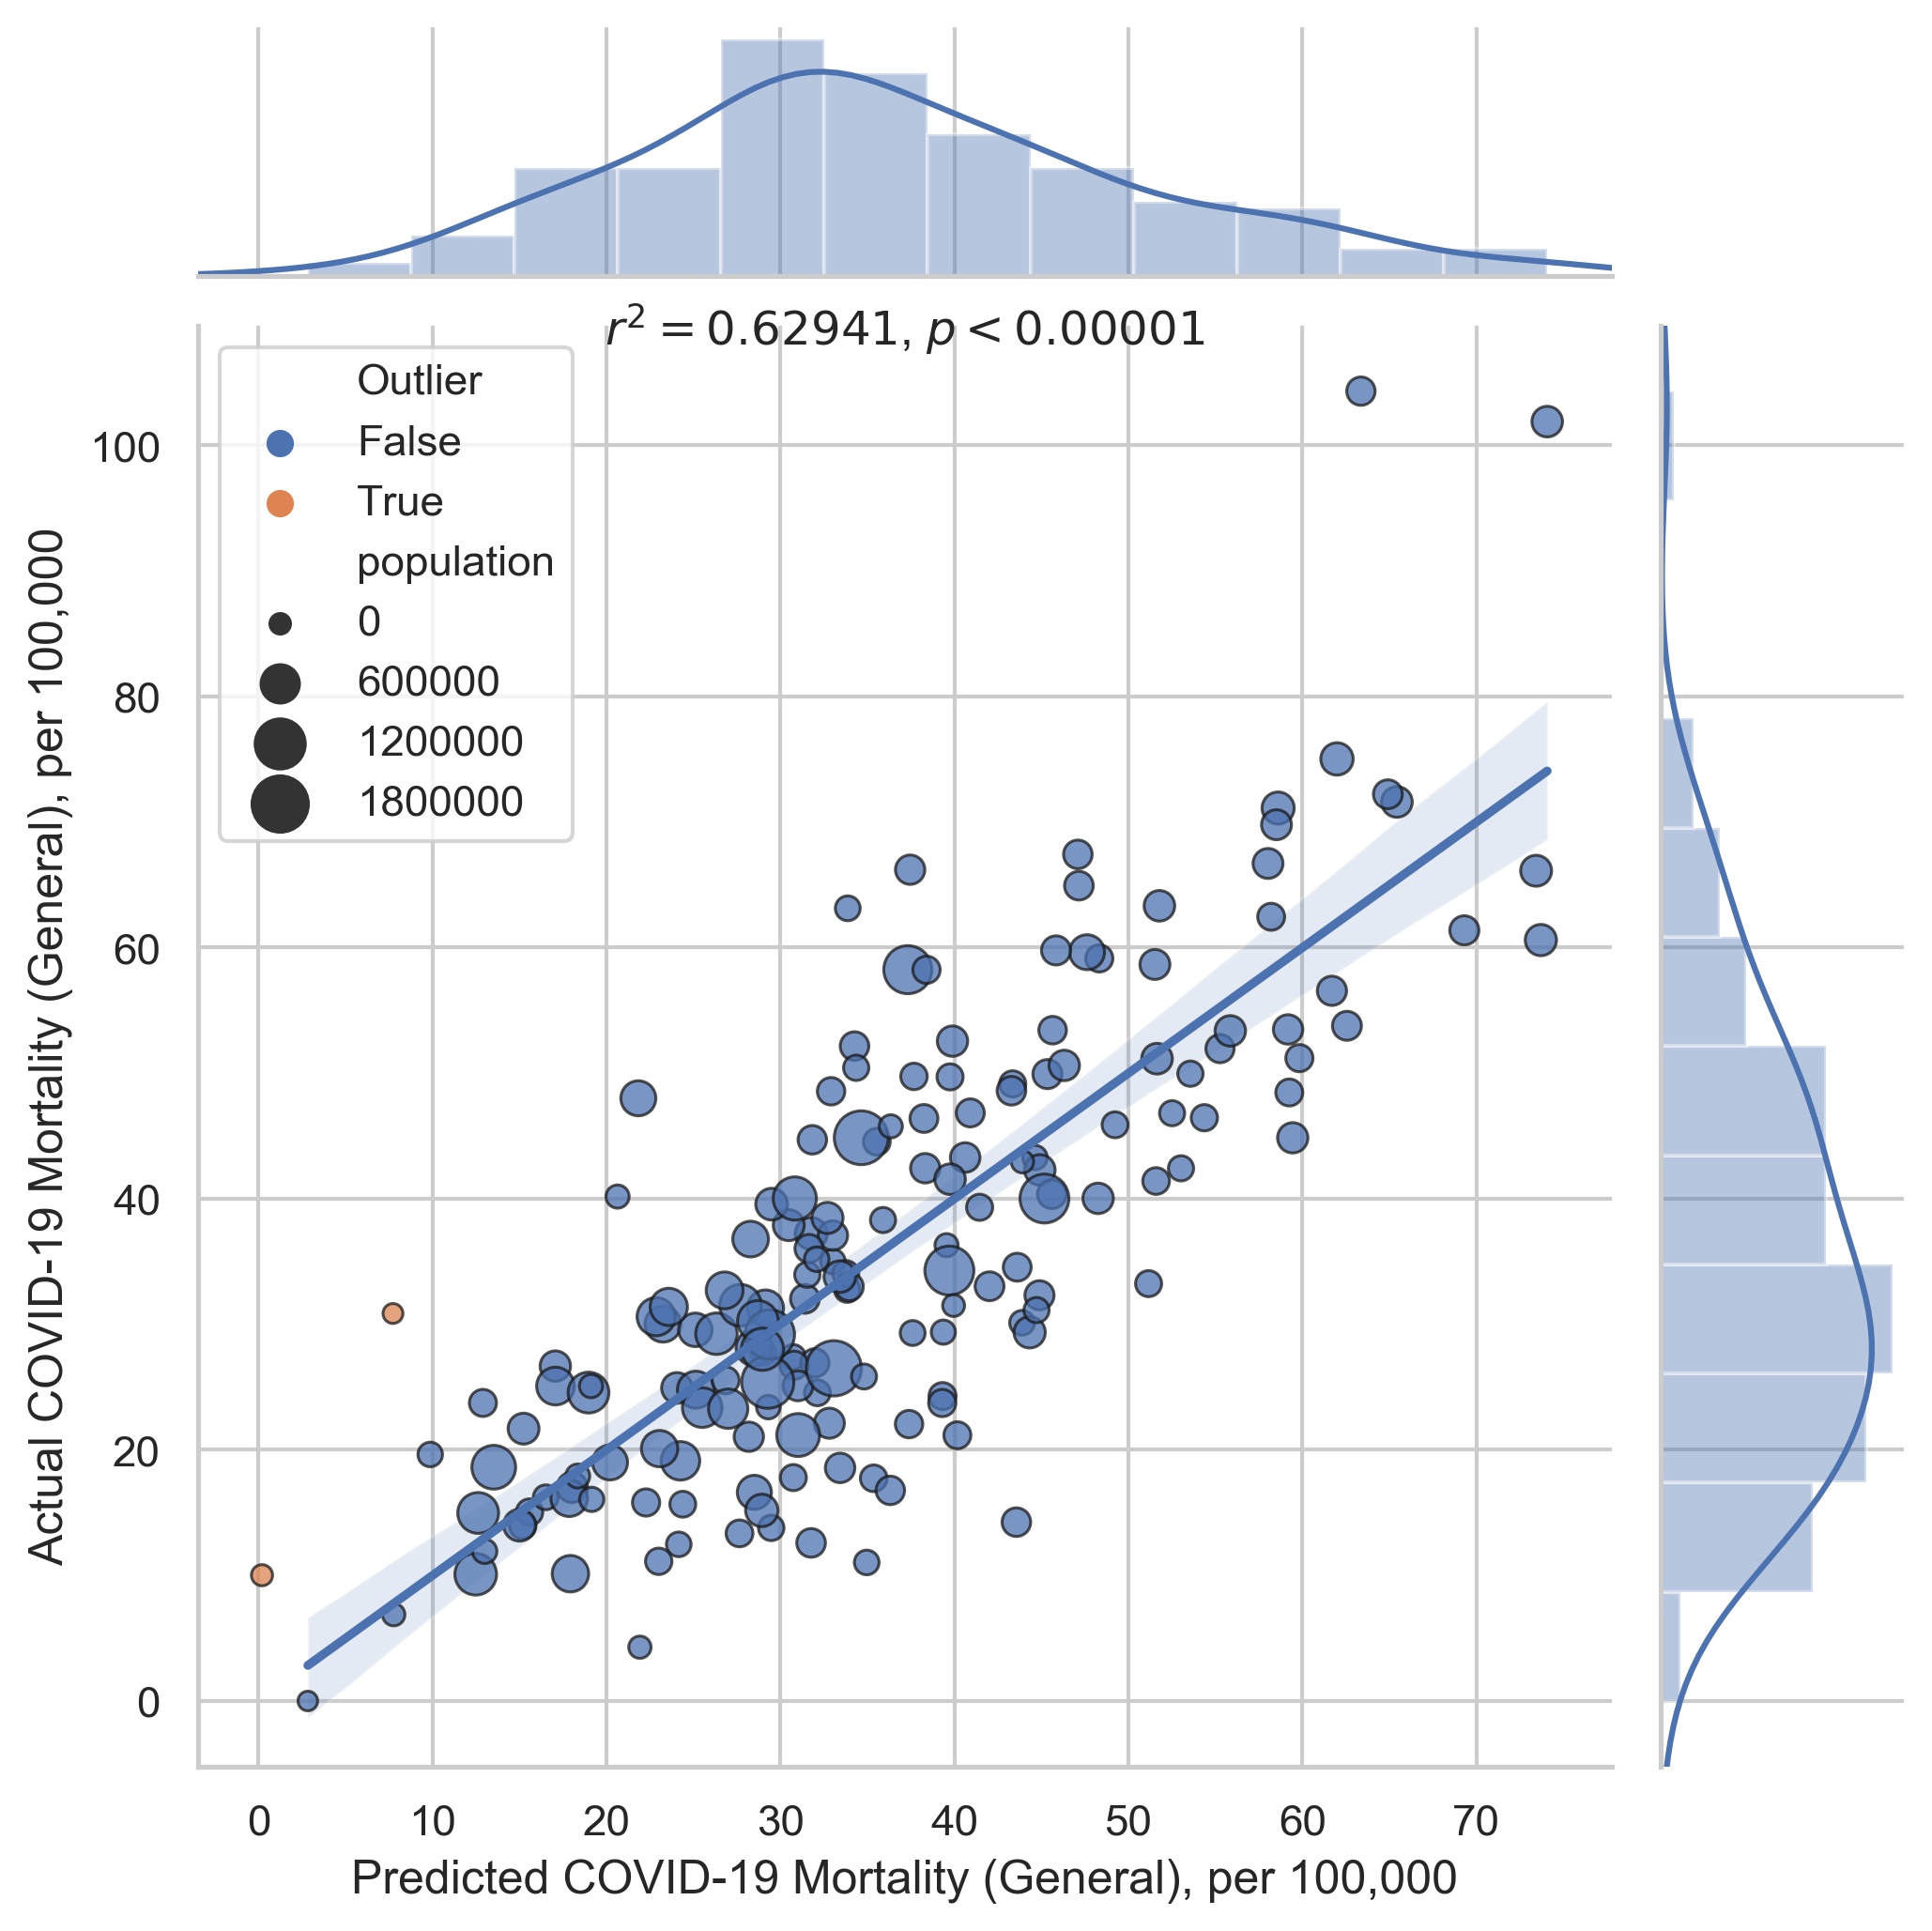 r² = 0.62941, p < 0.00001
Outlier
False
True
population
0
600000
1200000
1800000
Actual COVID-19 Mortality (General), per 100,000
100
80
60
40
20
0
0 10 20 30 40 50 60 70
Predicted COVID-19 Mortality (General), per 100,000